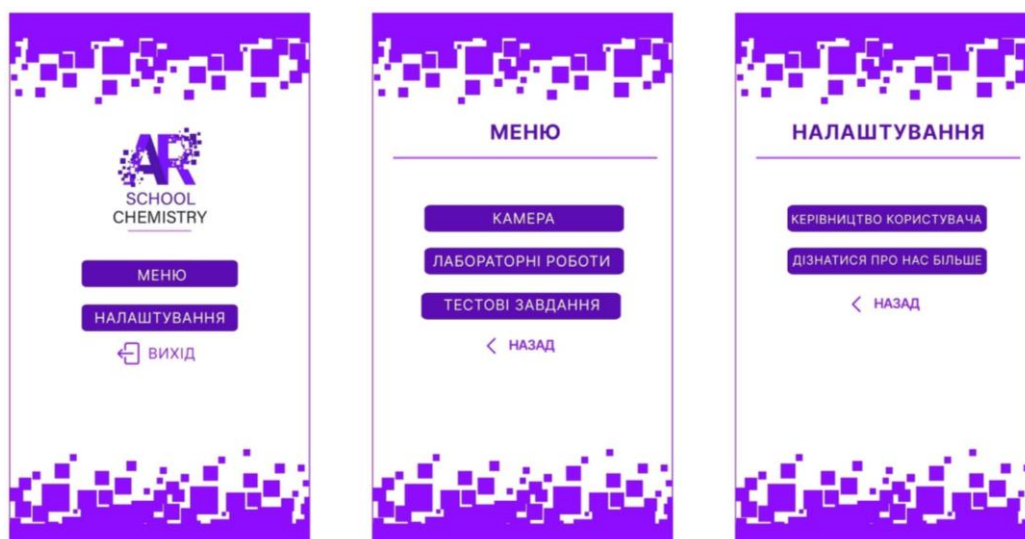 AR
SCHOOL
CHEMISTRY
МЕНЮ
НАЛАШТУВАННЯ
ВИХІД
МЕНЮ
КАМЕРА
ЛАБОРАТОРНІ РОБОТИ
ТЕСТОВІ ЗАВДАННЯ
НАЗАД
НАЛАШТУВАННЯ
КЕРІВНИЦТВО КОРИСТУВАЧА
ДІЗНАТИСЯ ПРО НАС БІЛЬШЕ
НАЗАД